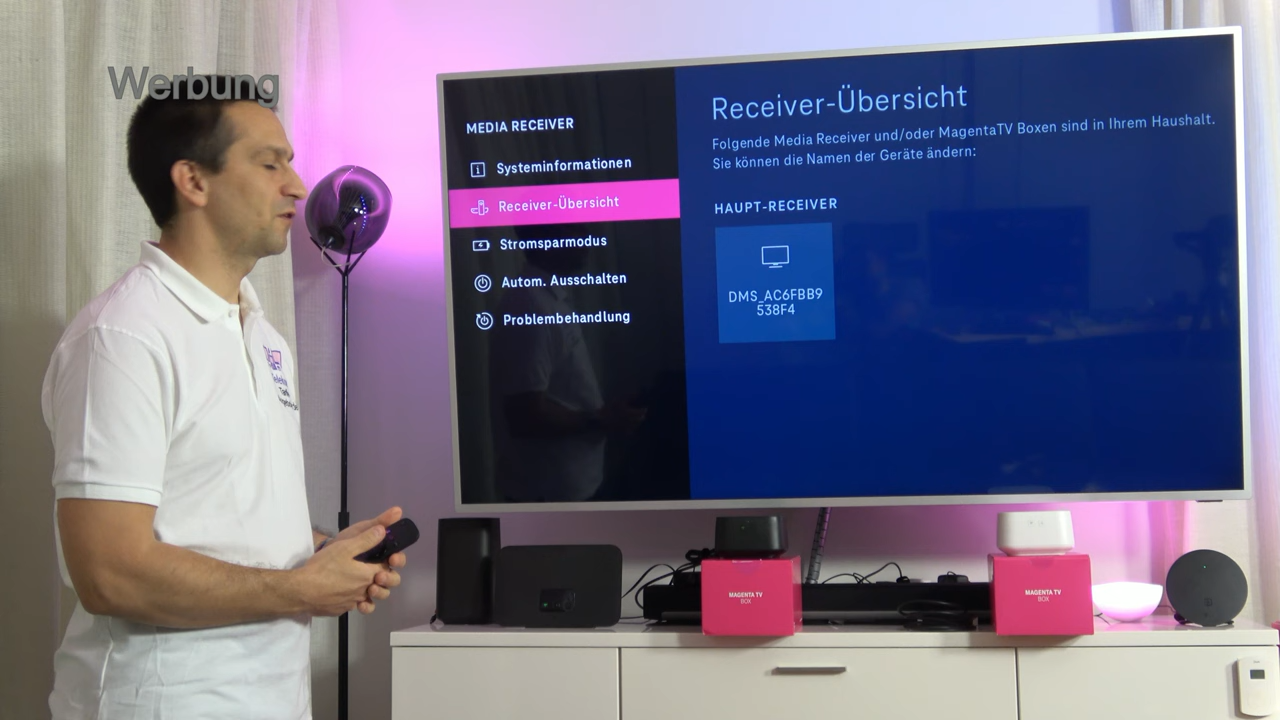 Werbung
MEDIA RECEIVER
Systeminformationen
Receiver-Übersicht
Stromsparmodus
Autom. Ausschalten
Problembehandlung
Receiver-Übersicht
Folgende Media Receiver und/oder MagentaTV Boxen sind in Ihrem Haushalt.
Sie können die Namen der Geräte ändern:
HAUPT-RECEIVER
DMS_AC6FBB9
538F4
MAGENTA TV
BOX
MAGENTA TV
BOX